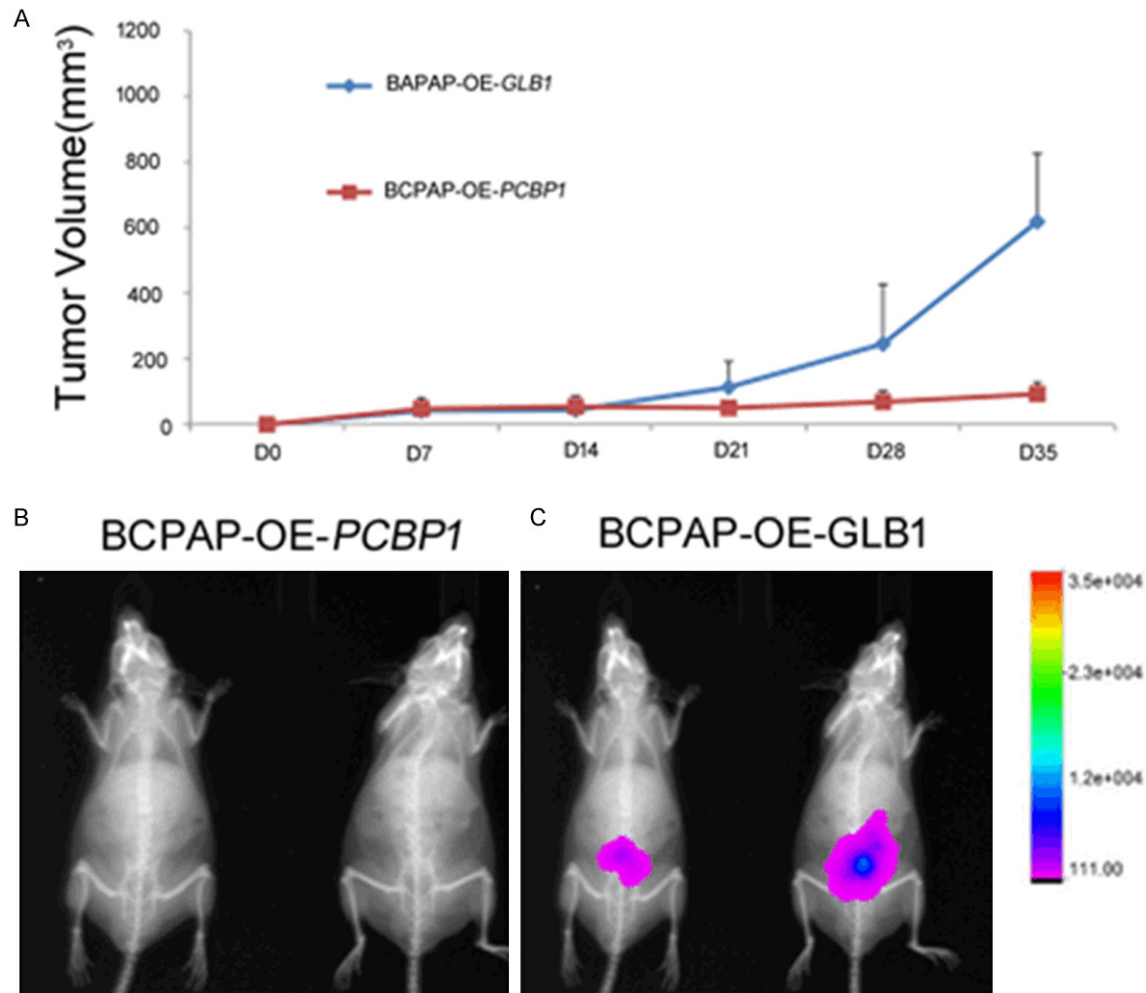 A
Tumor Volume(mm³)
1200
1000
800
600
400
200
0
BAPAP-OE-GLB1
BCPAP-OE-PCBP1
D0 D7 D14 D21 D28 D35
B
BCPAP-OE-PCBP1
C
BCPAP-OE-GLB1
3.5e+004
2.3e+004
1.2e+004
111.00